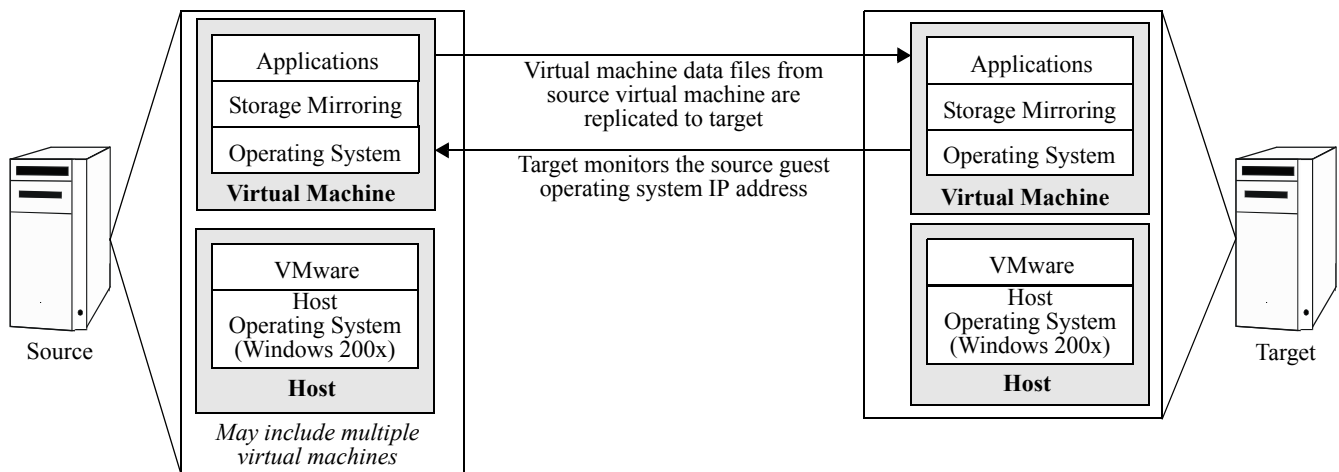 Applications
Storage Mirroring
Operating System
Virtual Machine
VMware
Host
Operating System
(Windows 200x)
Host
May include multiple
virtual machines
Source
Virtual machine data files from
source virtual machine are
replicated to target
Target monitors the source guest
operating system IP address
Applications
Storage Mirroring
Operating System
Virtual Machine
VMware
Host
Operating System
(Windows 200x)
Host
Target